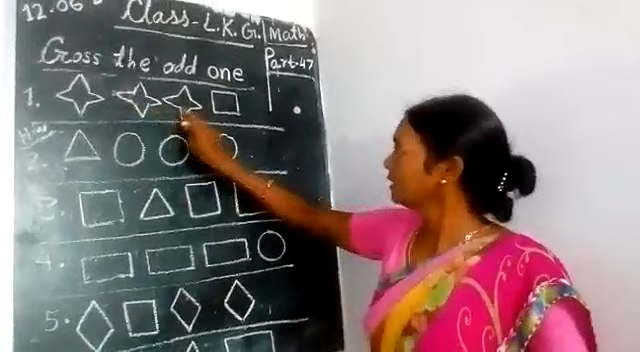 12.06
Class- L.K.G.
Math
Part-47
Cross the odd one
1.
H.W
2.
3.
4.
5.